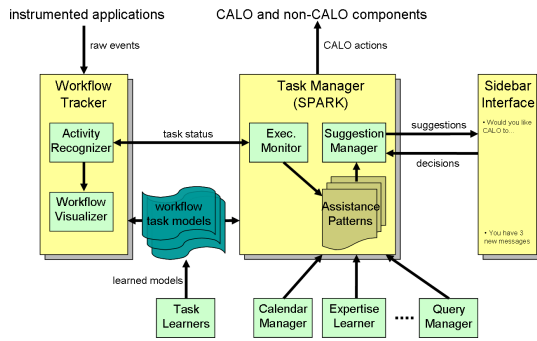 instrumented applications
CALO and non-CALO components
raw events
CALO actions
Workflow
Tracker
Task Manager
(SPARK)
Sidebar
Interface
• Would you like
CALO to...
Activity
Recognizer
task status
Exec.
Monitor
Suggestion
Manager
suggestions
decisions
Workflow
Visualizer
workflow
task models
Assistance
Patterns
• You have 3
new messages
learned models
Task
Learners
Calendar
Manager
Expertise
Learner
....
Query
Manager